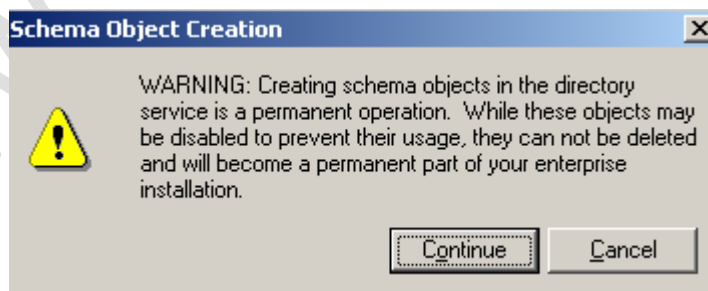 Schema Object Creation
WARNING: Creating schema objects in the directory
service is a permanent operation. While these objects may
be disabled to prevent their usage, they can not be deleted
and will become a permanent part of your enterprise
installation.
Continue Cancel